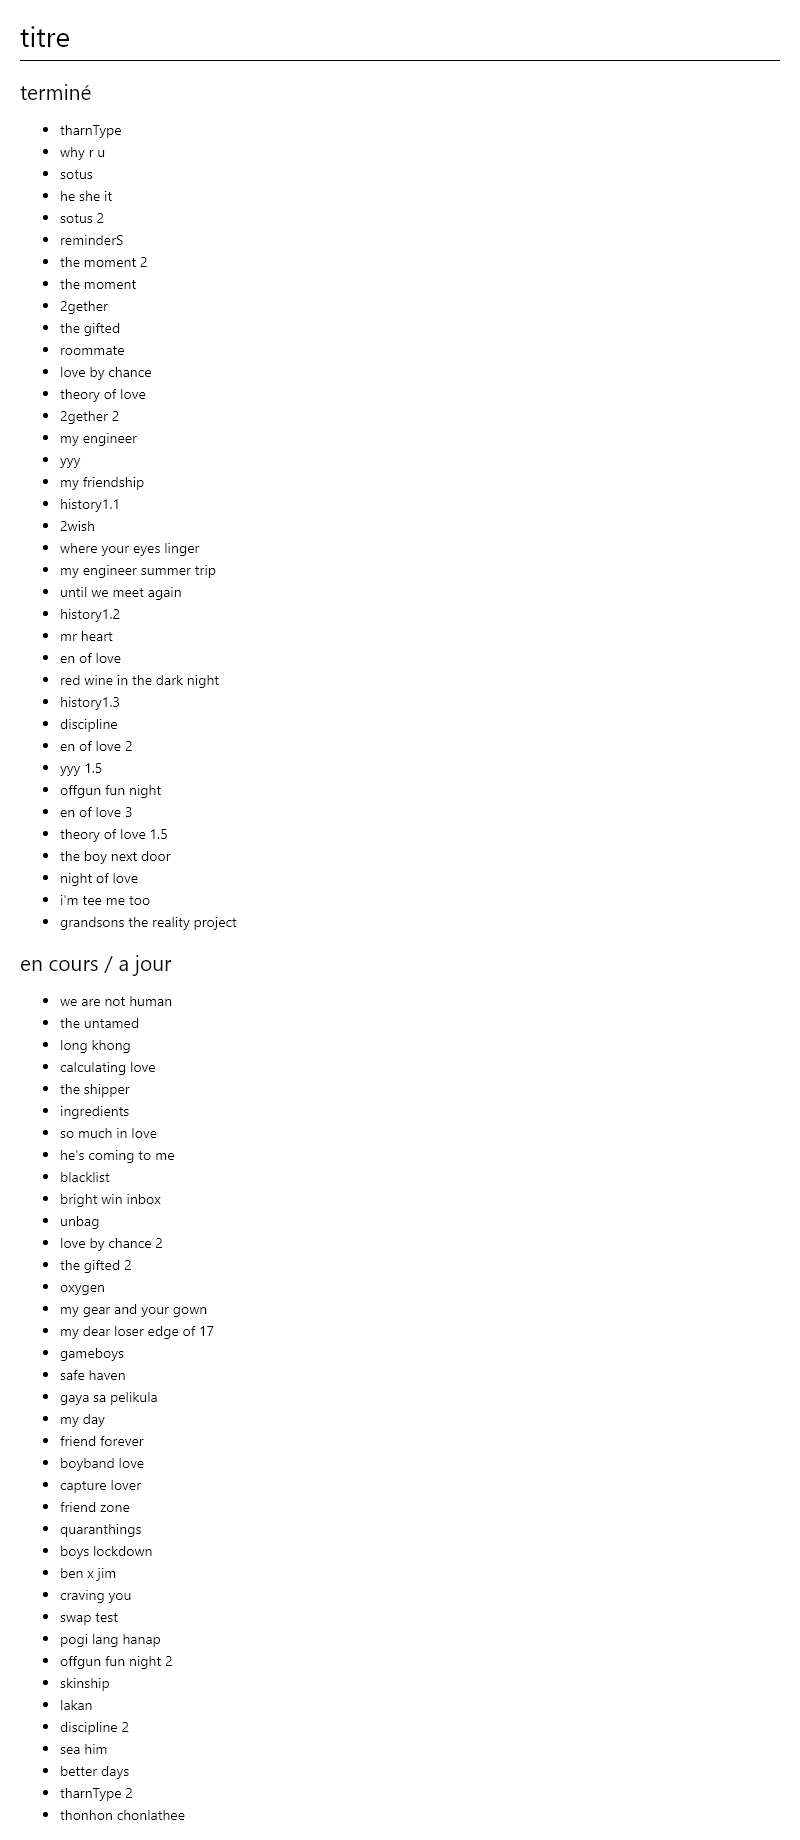 titre
terminé
tharnType
why r u
sotus
he she it
sotus 2
reminderS
the moment 2
the moment
2gether
the gifted
roommate
love by chance
theory of love
2gether 2
my engineer
yyy
my friendship
history1.1
2wish
where your eyes linger
my engineer summer trip
until we meet again
history1.2
mr heart
en of love
red wine in the dark night
history1.3
discipline
en of love 2
yyy 1.5
offgun fun night
en of love 3
theory of love 1.5
the boy next door
night of love
i'm tee me too
grandsons the reality project
en cours / a jour
we are not human
the untamed
long khong
calculating love
the shipper
ingredients
so much in love
he's coming to me
blacklist
bright win inbox
unbag
love by chance 2
the gifted 2
oxygen
my gear and your gown
my dear loser edge of 17
gameboys
safe haven
gaya sa pelikula
my day
friend forever
boyband love
capture lover
friend zone
quaranthings
boys lockdown
ben x jim
craving you
swap test
pogi lang hanap
offgun fun night 2
skinship
lakan
discipline 2
sea him
better days
tharnType 2
thonhon chonlathee